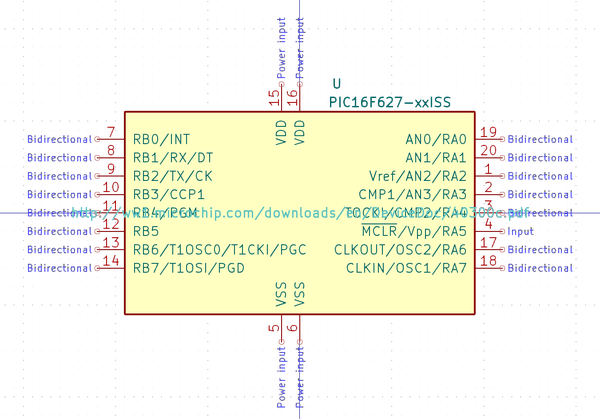 Power input
Power input
15
16
U
PIC16F627-xxISS
VDD
VDD
Bidirectional 7 RB0/INT
AN0/RA0 19 Bidirectional
Bidirectional 8 RB1/RX/DT
AN1/RA1 20 Bidirectional
Bidirectional 9 RB2/TX/CK
Vref/AN2/RA2 1 Bidirectional
Bidirectional 10 RB3/CCP1
CMP1/AN3/RA3 2 Bidirectional
Bidirectional 11 RB4/PGM
3 Bidirectional
12 RB5
MCLR/Vpp/RA5 4 Input
Bidirectional 13 RB6/T1OSO/T1CKI/PGC
CLKOUT/OSC2/RA6 17 Bidirectional
Bidirectional 14 RB7/T1OSI/PGD
CLKIN/OSC1/RA7 18 Bidirectional
VSS
VSS
5
6
Power input
Power input